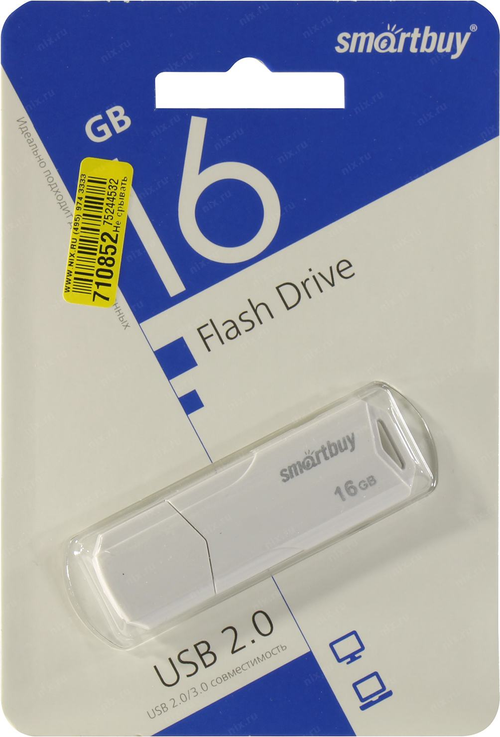 smartbuy®
GB
16
Идеально подходит д
нных
WWW.NIX.RU (495) 974 3333
710852
75244532
Не срывать
Flash Drive
smartbuy
16 GB
USB 2.0
USB 2.0/3.0 совместимость